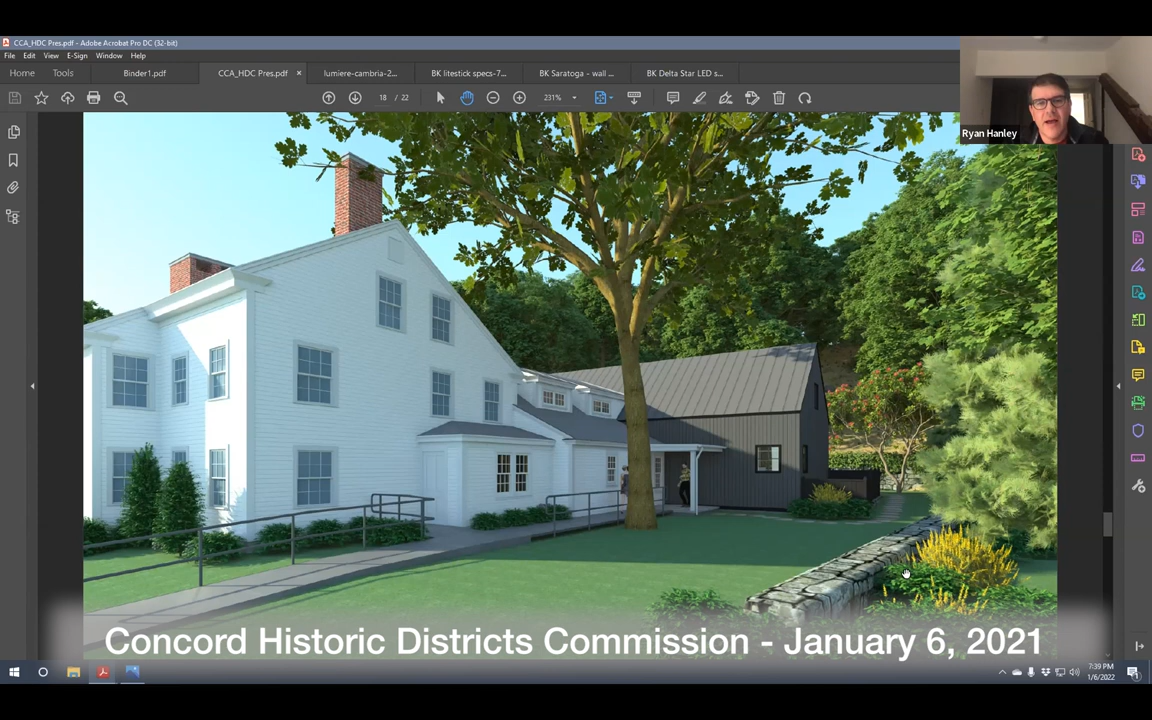 CCA_HDC Pres.pdf - Adobe Acrobat Pro DC (32-bit)
File Edit View E-Sign Window Help
Home Tools Binder1.pdf CCA_HDC Pres.pdf × lumiere-cambria-2... BK litestick specs-7... BK Saratoga - wall ... BK Delta Star LED s...
18 / 22 231%
Ryan Hanley
Concord Historic Districts Commission - January 6, 2021
7:39 PM
1/6/2022